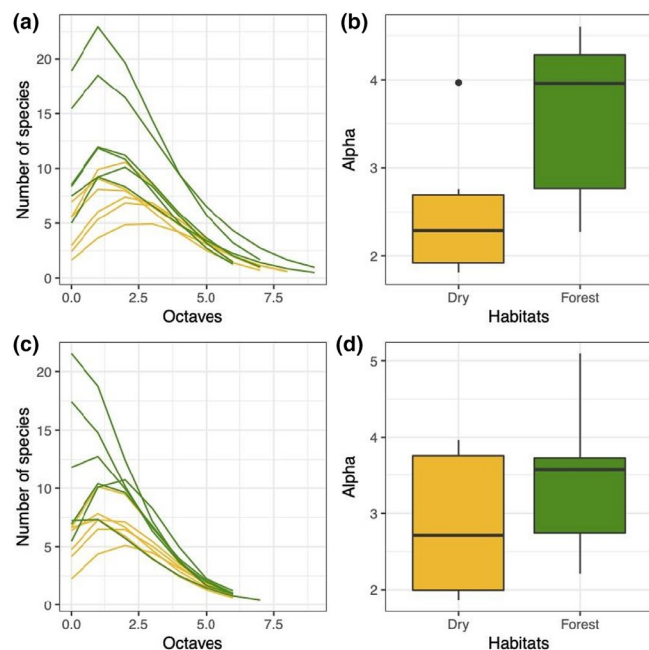 (a)
Number of species
20
15
10
5
0
0.0 2.5 5.0 7.5
Octaves
(b)
Alpha
4
3
2
Dry Forest
Habitats
(c)
Number of species
20
15
10
5
0
0.0 2.5 5.0 7.5
Octaves
(d)
Alpha
5
4
3
2
Dry Forest
Habitats